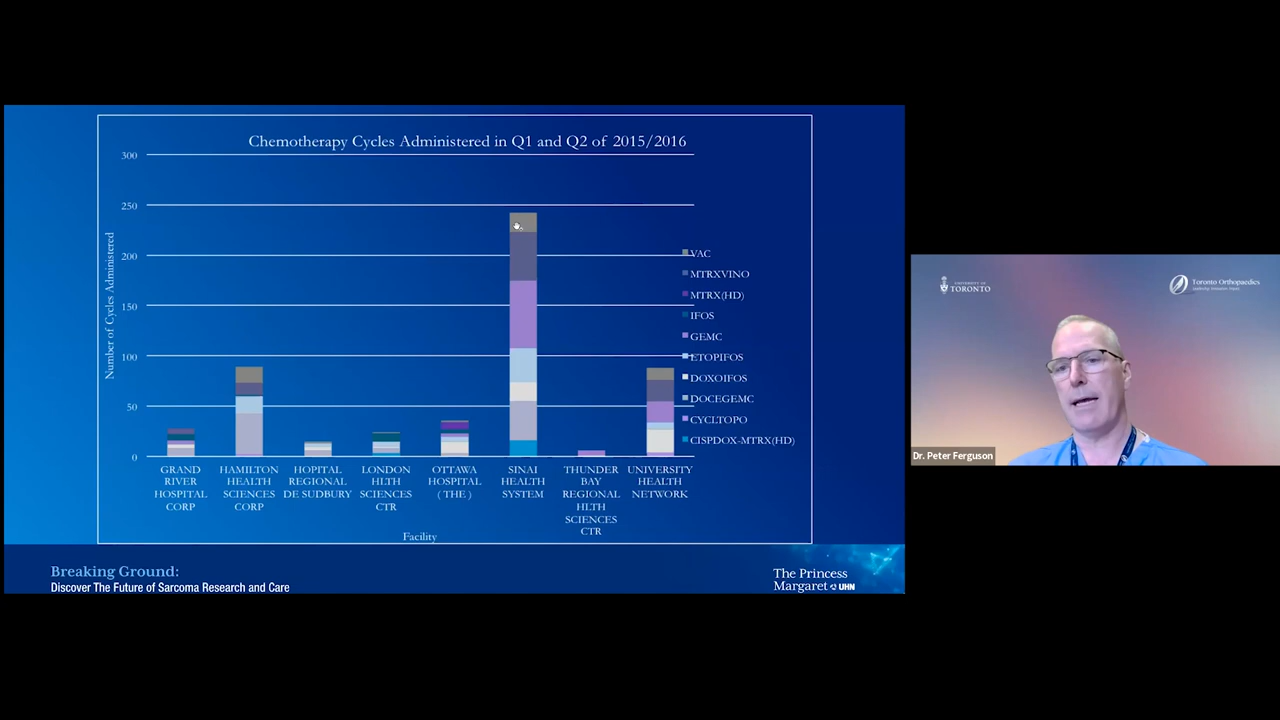 Chemotherapy Cycles Administered in Q1 and Q2 of 2015/2016
Number of Cycles Administered
300
250
200
150
100
50
0
GRAND
RIVER
HOSPITAL
CORP
HAMILTON
HEALTH
SCIENCES
CORP
HOPITAL
REGIONAL
DE SUDBURY
LONDON
HLTH
SCIENCES
CTR
OTTAWA
HOSPITAL
( THE )
SINAI
HEALTH
SYSTEM
THUNDER
BAY
REGIONAL
HLTH
SCIENCES
CTR
UNIVERSITY
HEALTH
NETWORK
Facility
VAC
MTRXVINO
MTRX(HD)
IFOS
GEMC
ETOPIFOS
DOXOIFOS
DOCEGEMC
CYCLTOPO
CISPDOX-MTRX(HD)
Breaking Ground:
Discover The Future of Sarcoma Research and Care
The Princess
Margaret UHN
UNIVERSITY OF
TORONTO
Toronto Orthopaedics
Dr. Peter Ferguson